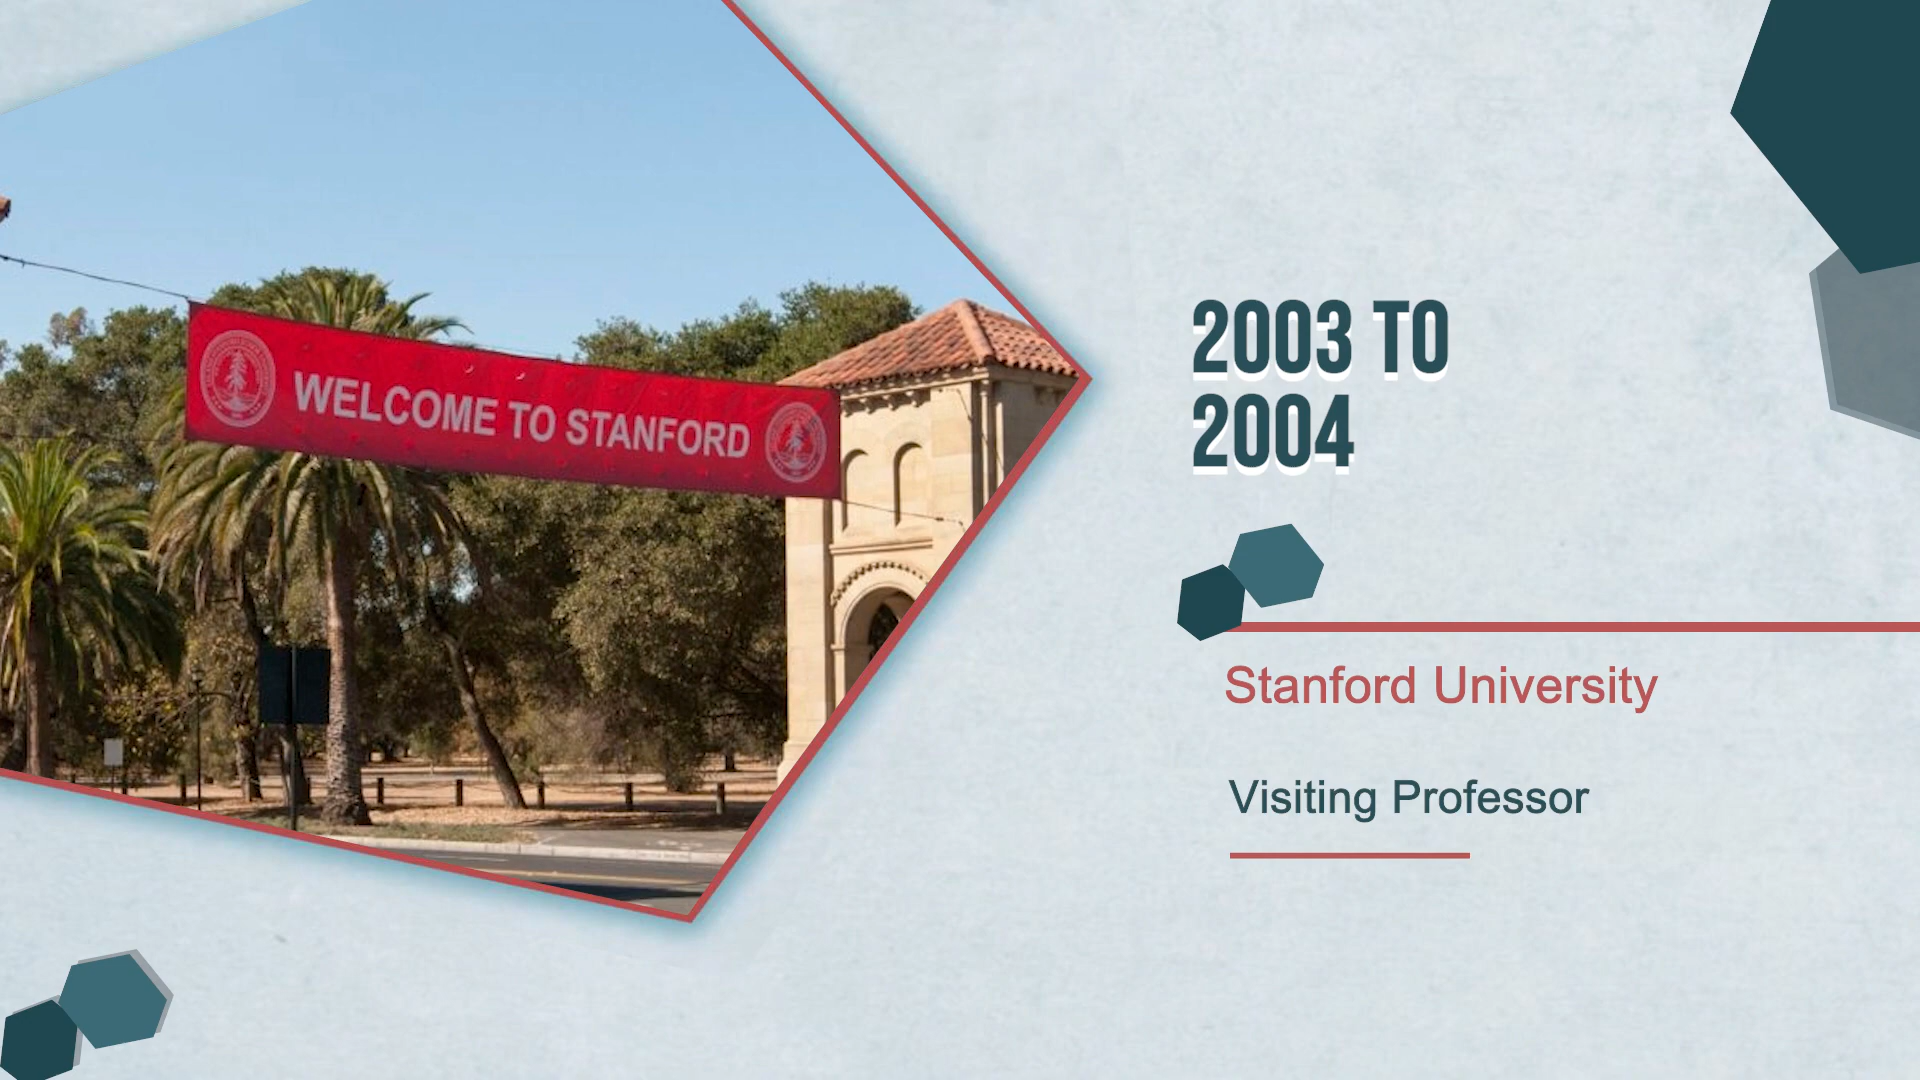 WELCOME TO STANFORD
2003 TO
2004
Stanford University
Visiting Professor